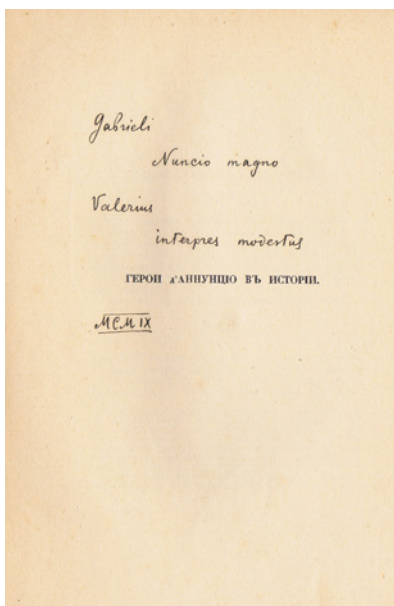 Gabrieli
Nuncio magno
Valerius
interpres modestus
ГЕРОИ д'АННУНЦІО ВЪ ИСТОРІИ.
MCMIX